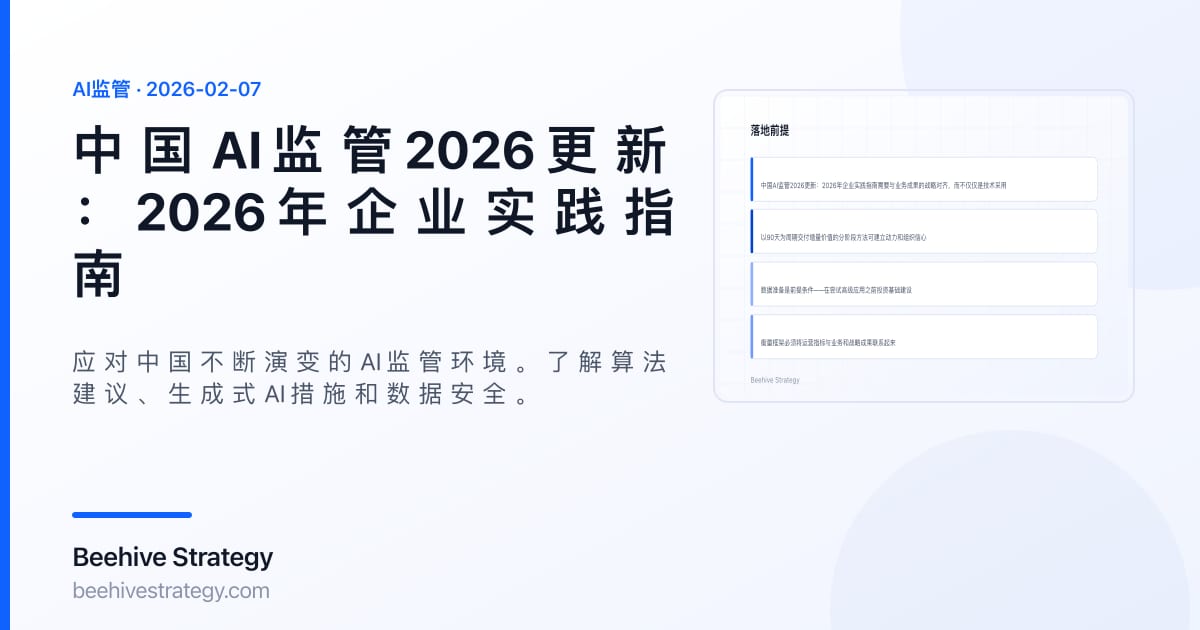 AI监管 · 2026-02-07
中国AI监管2026更新
：2026年企业实践指
南
应对中国不断演变的AI监管环境。了解算法
建议、生成式AI措施和数据安全。
Beehive Strategy
beehivestrategy.com
落地前提
中国AI监管2026更新：2026年企业实践指南需要与业务成果的战略对齐，而不仅仅是技术采用
以90天为周期交付增量价值的分阶段方法可建立动力和组织信心
数据准备是前提条件——在尝试高级应用之前投资基础建设
衡量框架必须将运营指标与业务和战略成果联系起来
Beehive Strategy